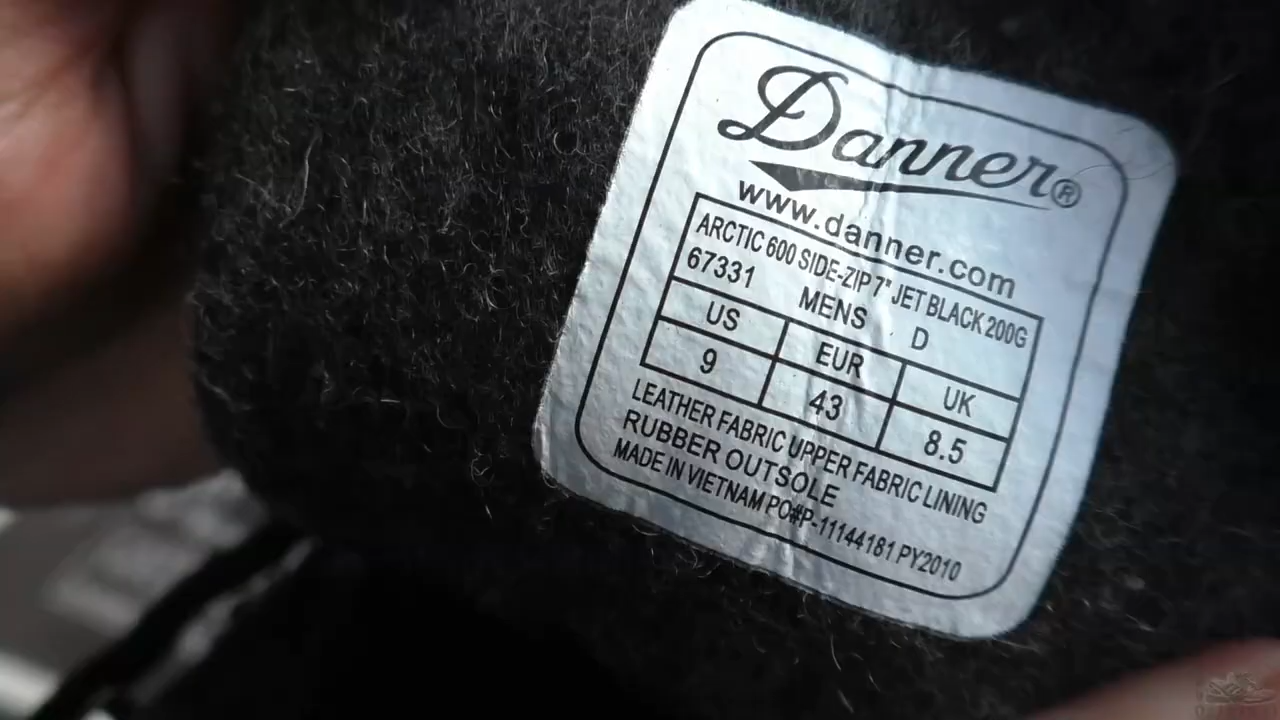 Danner®
www.danner.com
ARCTIC 600 SIDE-ZIP 7" JET BLACK 200G
67331 MENS D
US EUR UK
9 43 8.5
LEATHER FABRIC UPPER FABRIC LINING
RUBBER OUTSOLE
MADE IN VIETNAM PO#P-11144181 PY2010